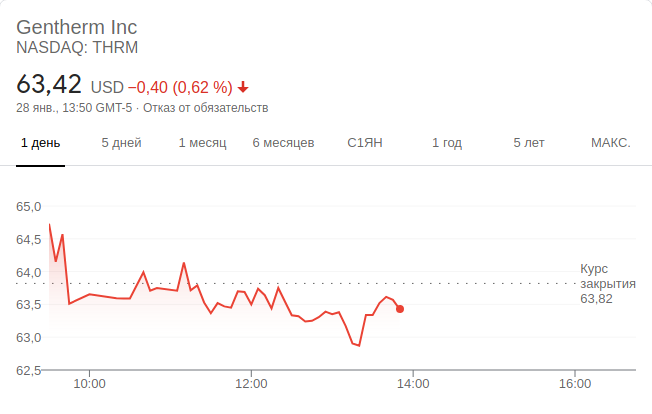 Gentherm Inc
NASDAQ: THRM
63,42 USD −0,40 (0,62 %)
28 янв., 13:50 GMT-5 · Отказ от обязательств
1 день 5 дней 1 месяц 6 месяцев С1ЯН 1 год 5 лет МАКС.
65,0
64,5
64,0
63,5
63,0
62,5
Курс
закрытия
63,82
10:00 12:00 14:00 16:00